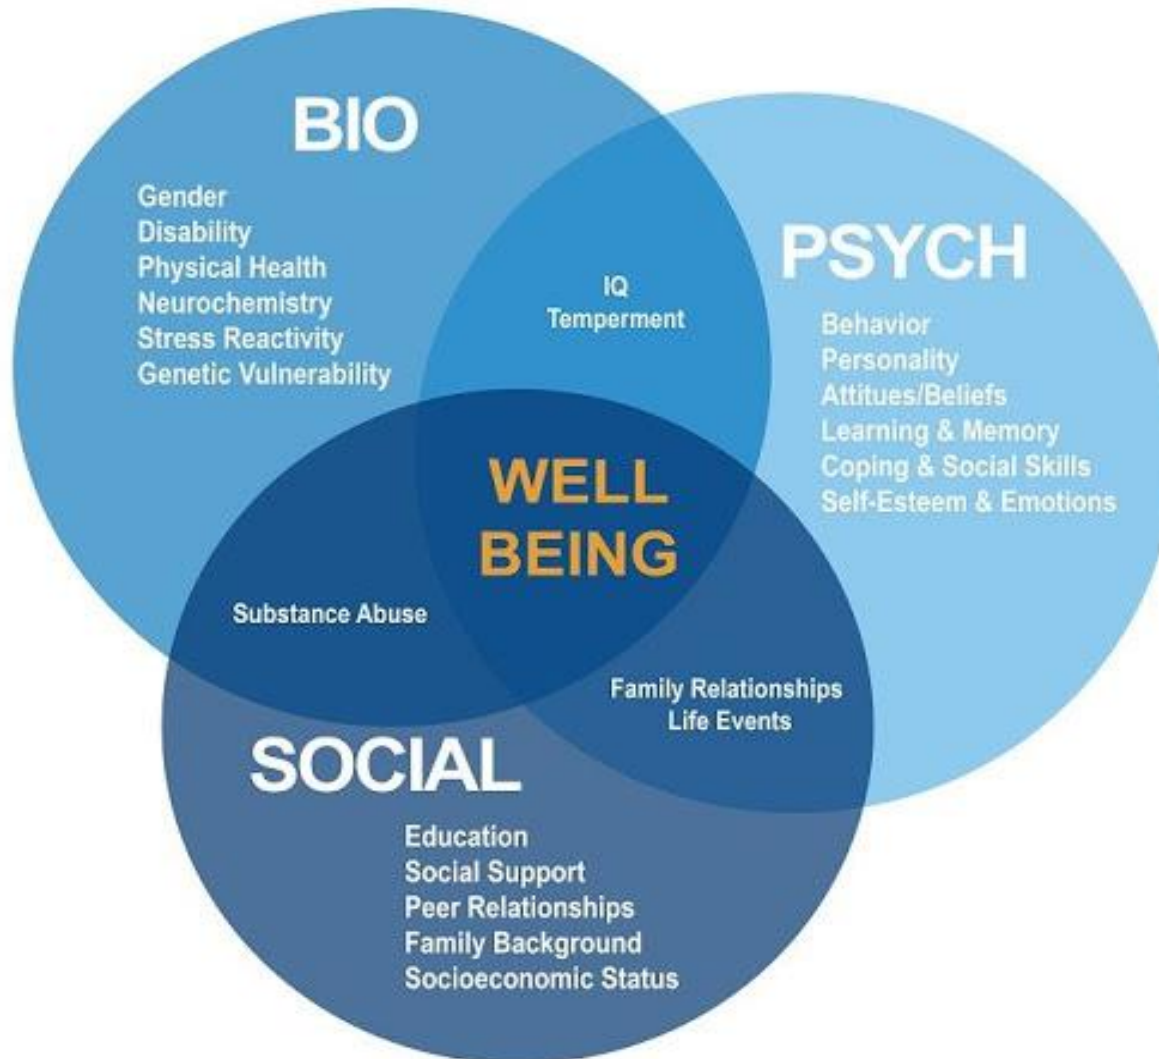 BIO
Gender
Disability
Physical Health
Neurochemistry
Stress Reactivity
Genetic Vulnerability
IQ
Temperment
PSYCH
Behavior
Personality
Attitues/Beliefs
Learning & Memory
Coping & Social Skills
Self-Esteem & Emotions
WELL
BEING
Substance Abuse
Family Relationships
Life Events
SOCIAL
Education
Social Support
Peer Relationships
Family Background
Socioeconomic Status